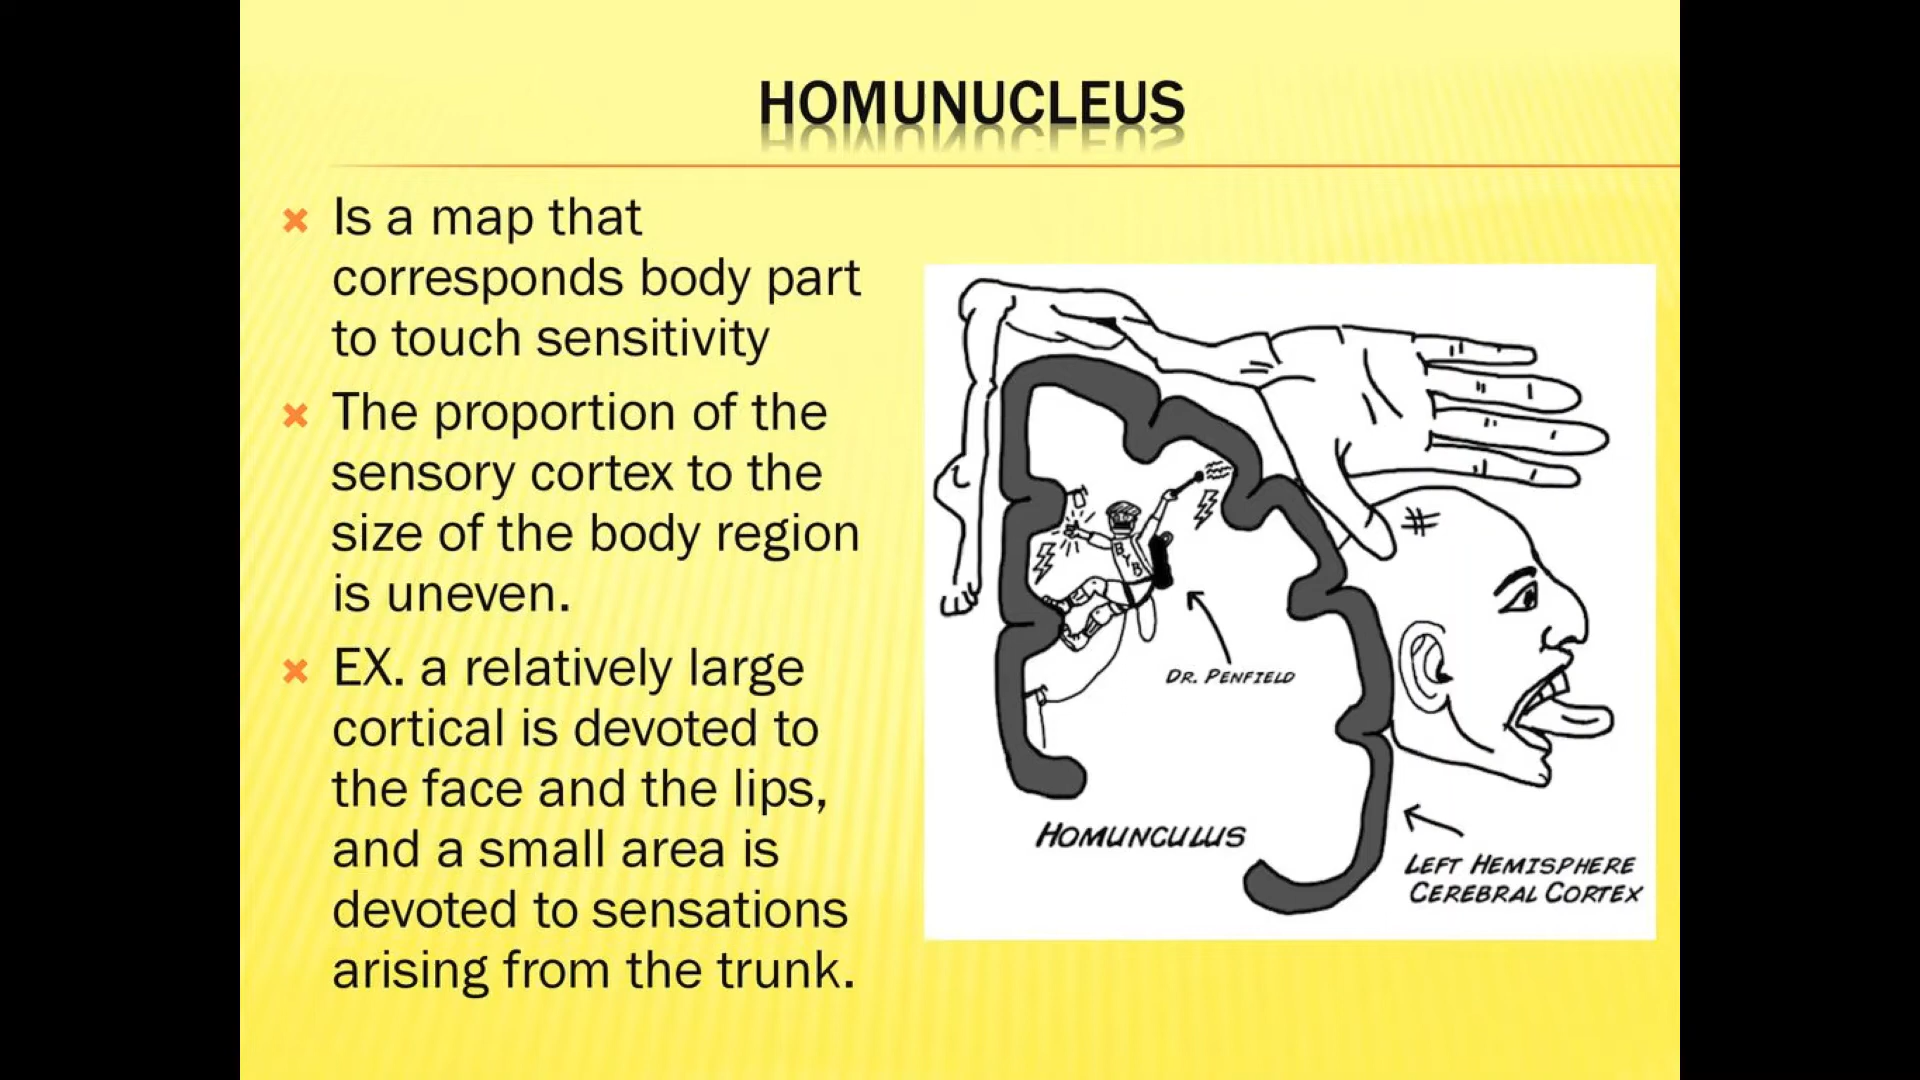 HOMUNUCLEUS
Is a map that
corresponds body part
to touch sensitivity
The proportion of the
sensory cortex to the
size of the body region
is uneven.
EX. a relatively large
cortical is devoted to
the face and the lips,
and a small area is
devoted to sensations
arising from the trunk.
BYB
DR. PENFIELD
HOMUNCULUS
LEFT HEMISPHERE
CEREBRAL CORTEX